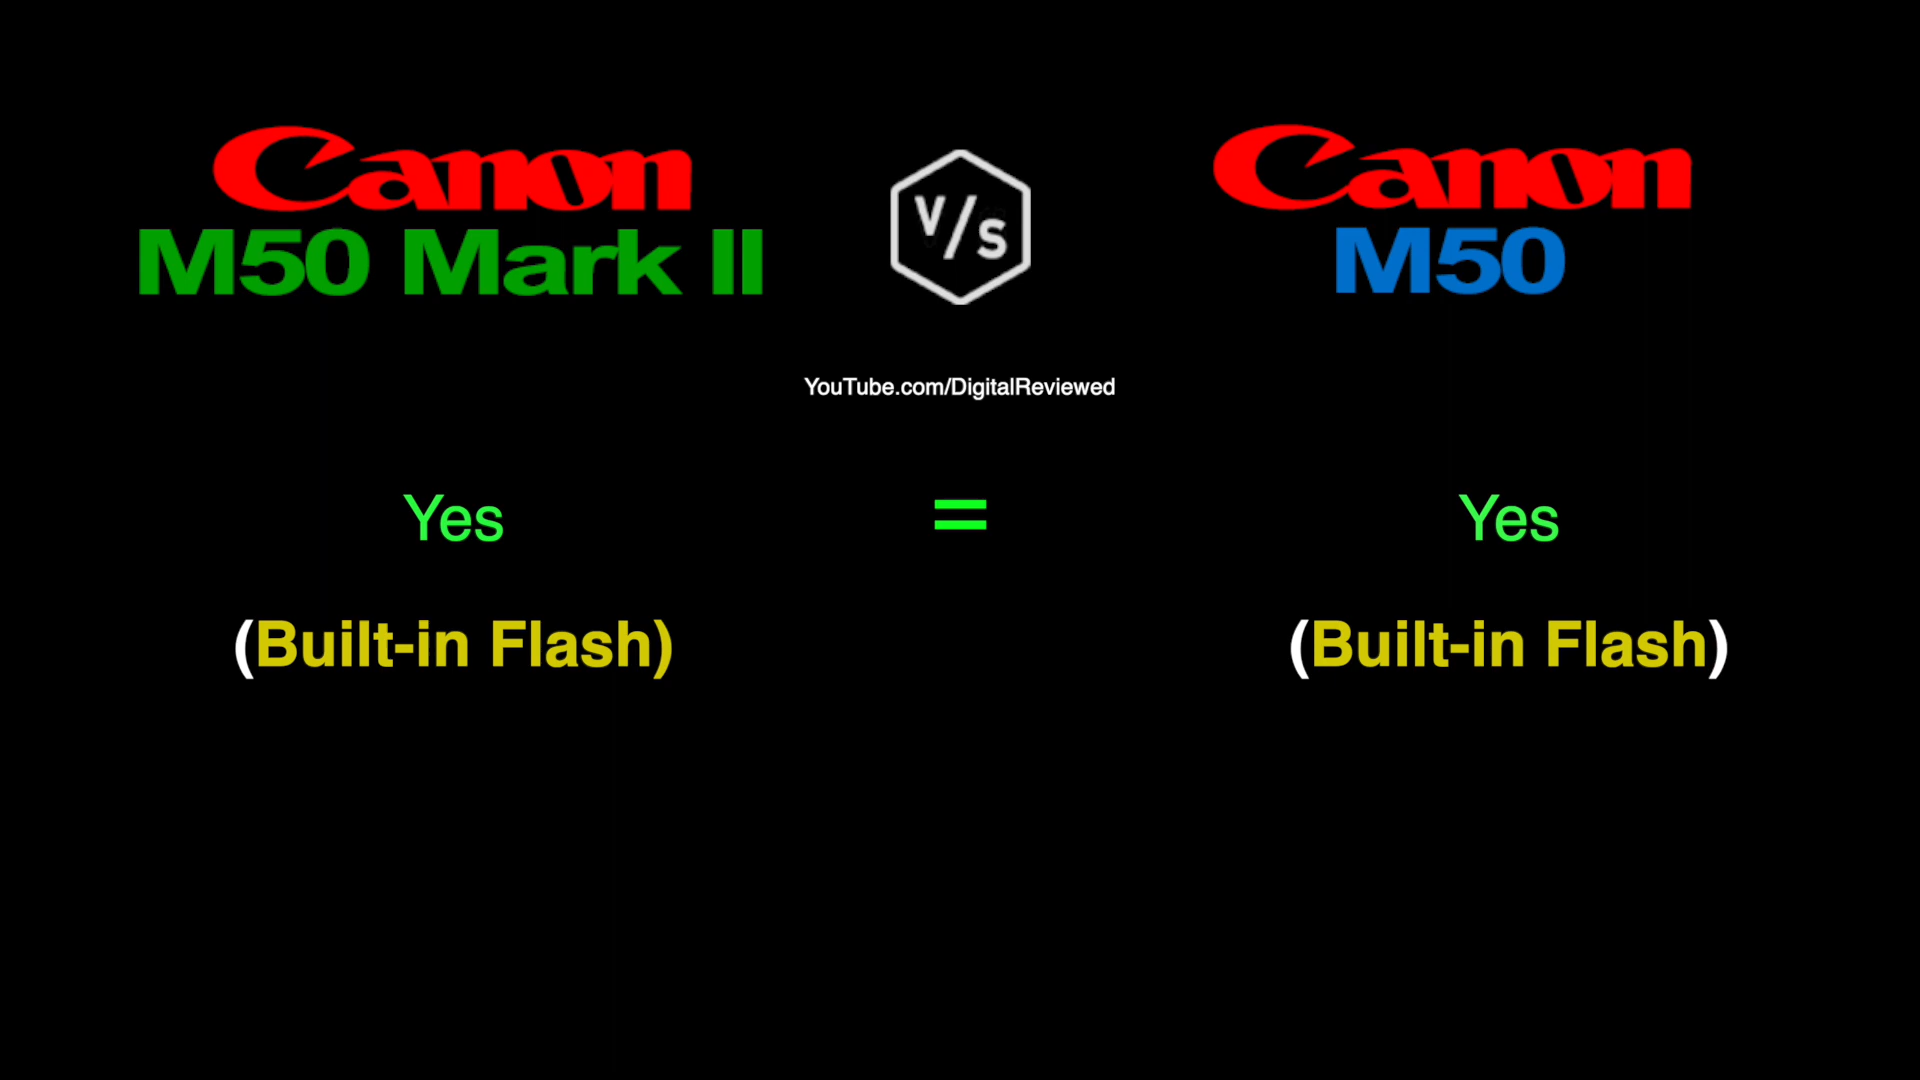 Canon
M50 Mark II
V/S
Canon
M50
YouTube.com/DigitalReviewed
Yes
=
Yes
(Built-in Flash)
(Built-in Flash)